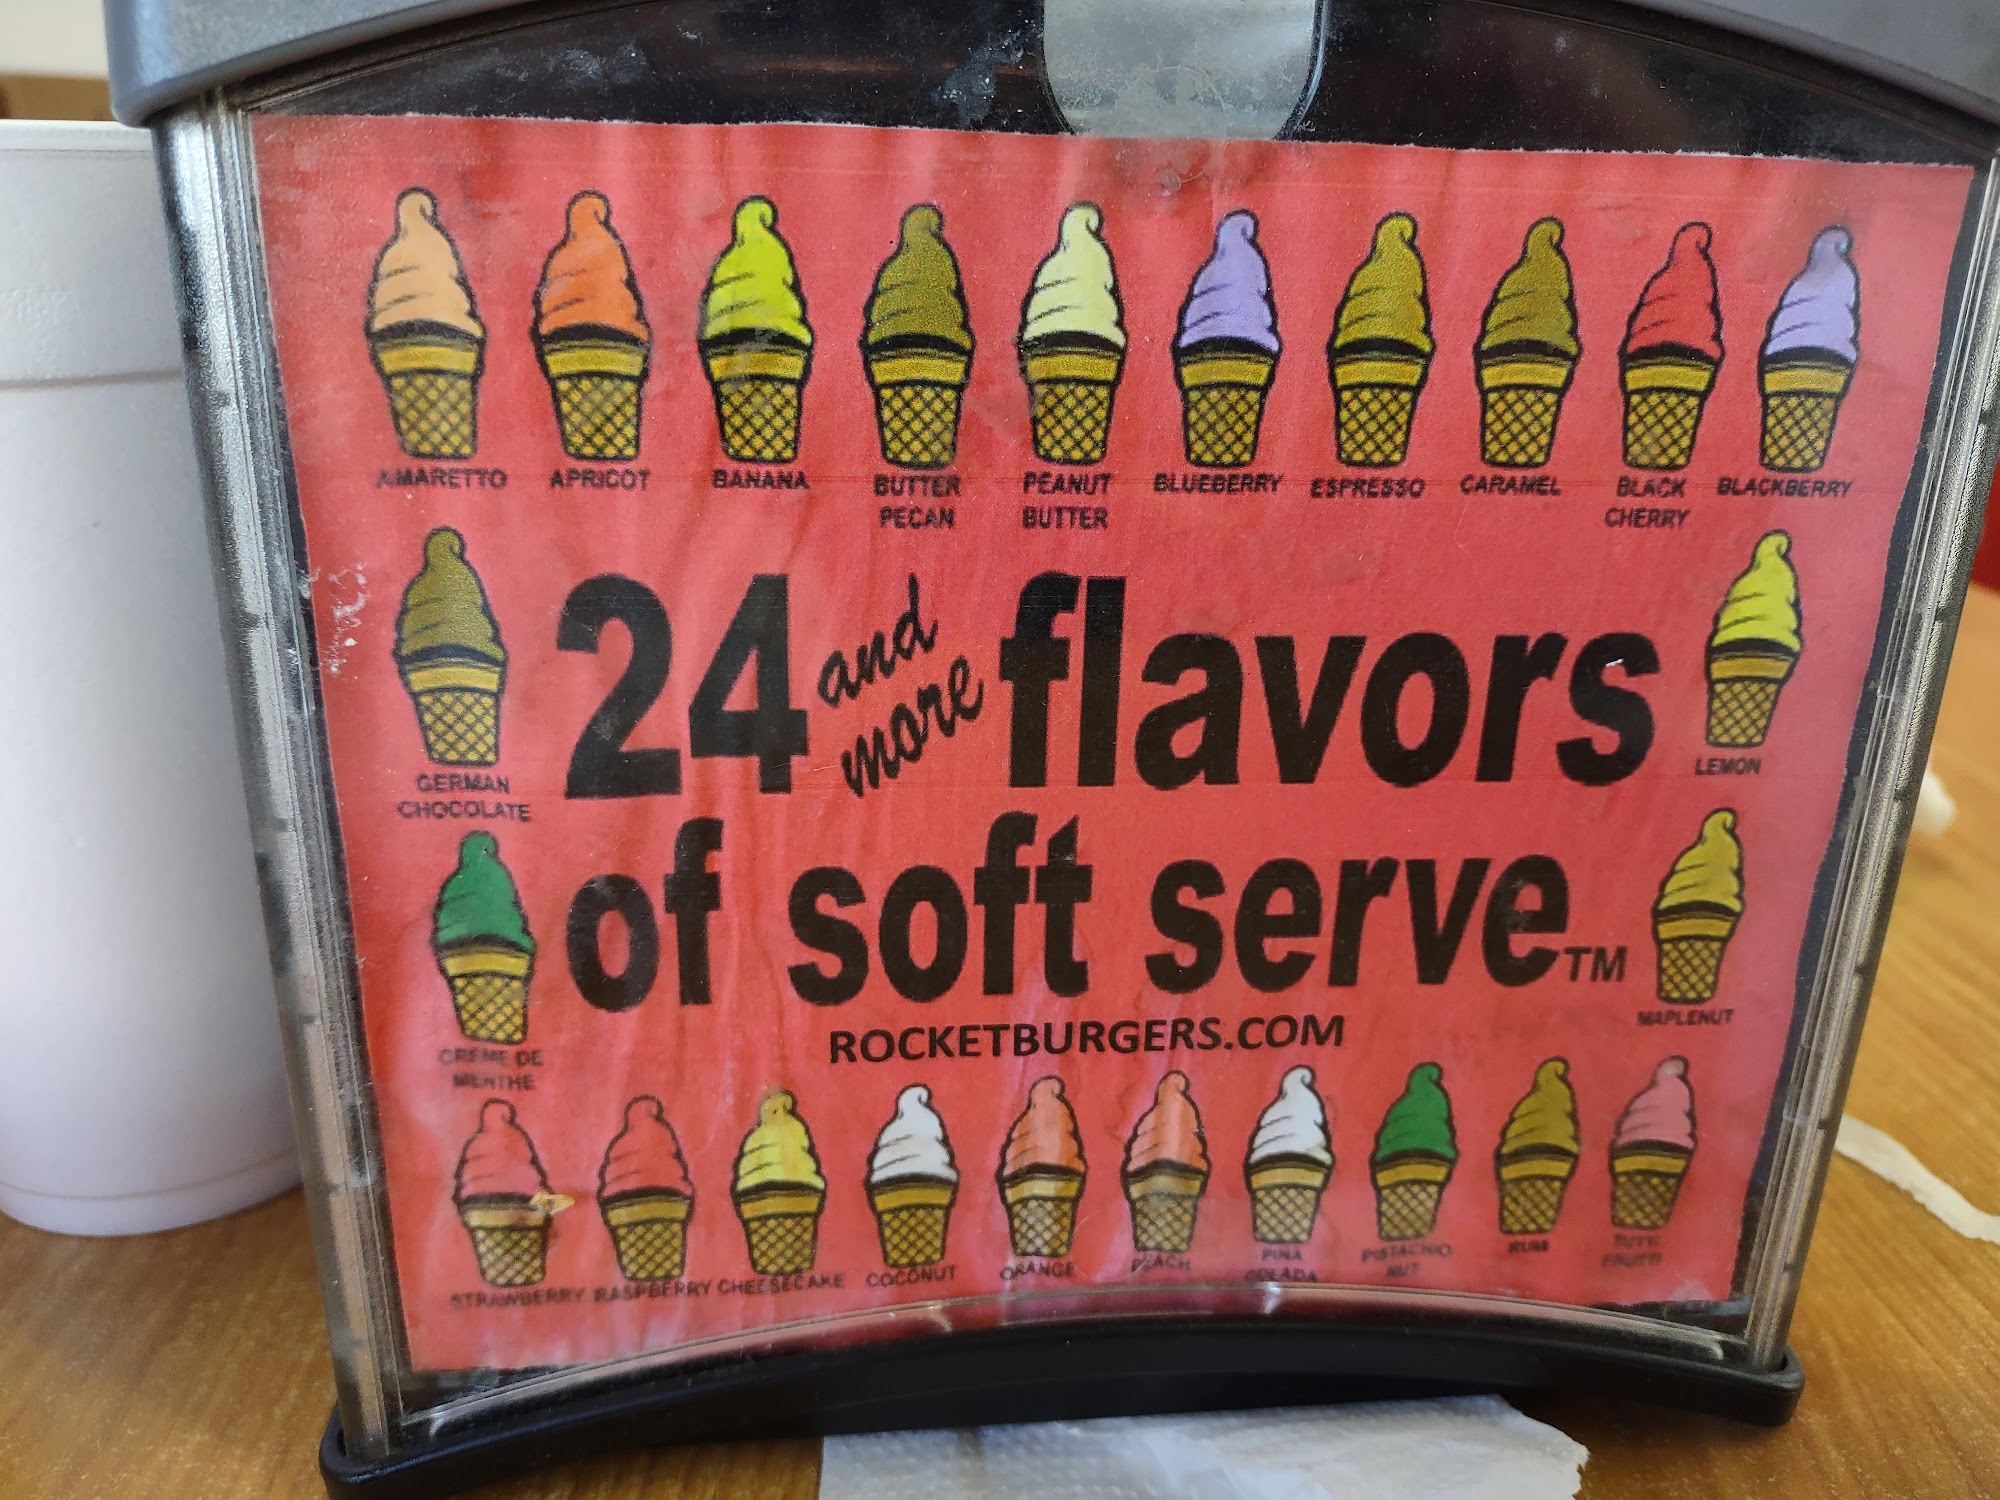 AMARETTO
APRICOT
BANANA
BUTTER
PECAN
PEANUT
BUTTER
BLUEBERRY
ESPRESSO
CARAMEL
BLACK
CHERRY
BLACKBERRY
GERMAN
CHOCOLATE
24 and more flavors
of soft serve TM
ROCKETBURGERS.COM
LEMON
CREME DE
MENTHE
MAPLENUT
STRAWBERRY
RASPBERRY
CHEESECAKE
COCONUT
ORANGE
PEACH
PINA
COLADA
PISTACHIO
NUT
RUM
TUTTI
FRUTTI